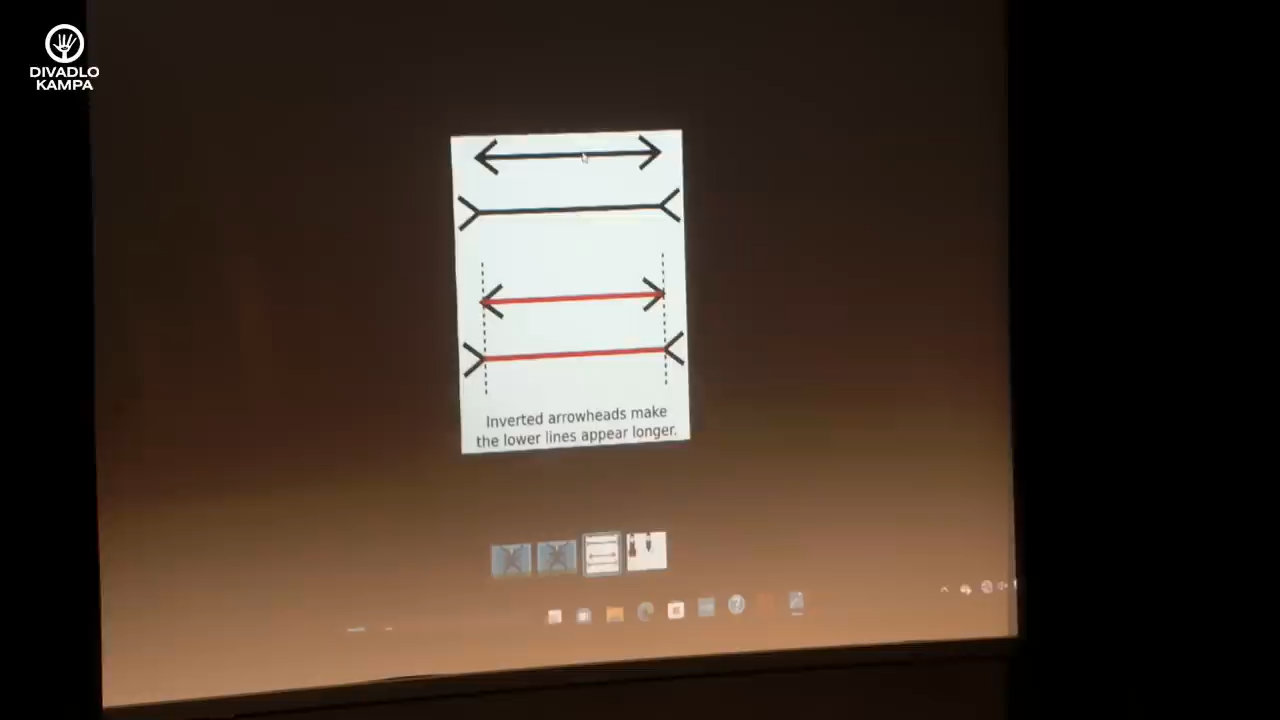 DIVADLO
KAMPA
Inverted arrowheads make
the lower lines appear longer.
?